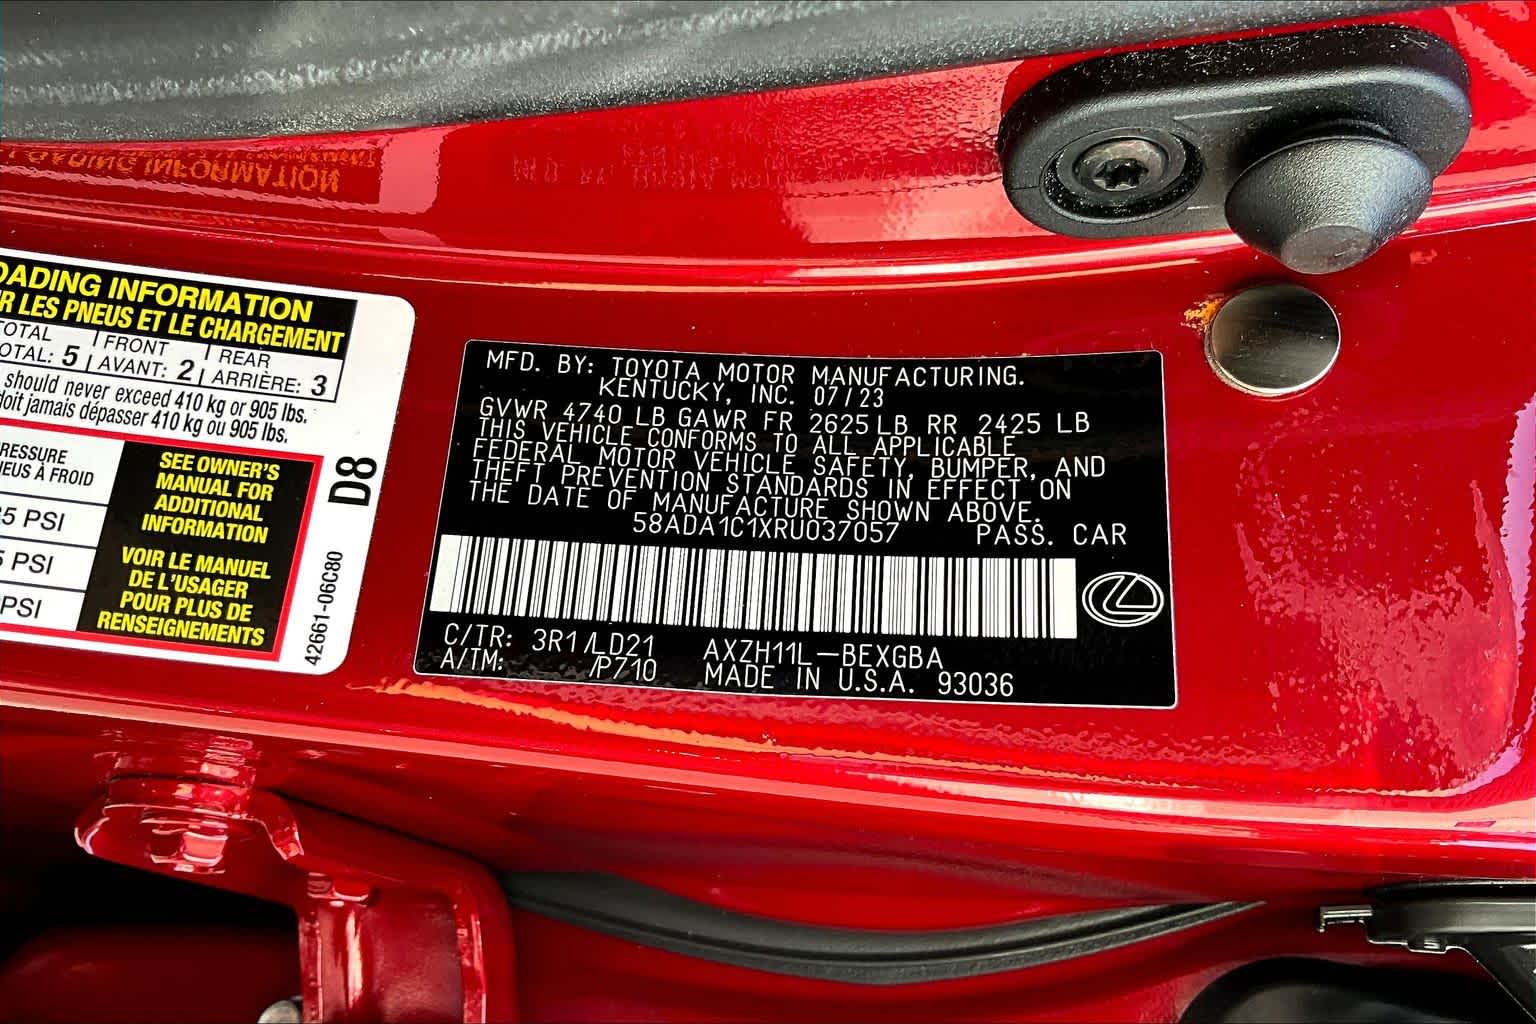 OADING INFORMATION
R LES PNEUS ET LE CHARGEMENT
TOTAL FRONT REAR
OTAL: 5 AVANT: 2 ARRIÈRE: 3
should never exceed 410 kg or 905 lbs.
doit jamais dépasser 410 kg ou 905 lbs.
RESSURE
NEUS À FROID
35 PSI
5 PSI
PSI
SEE OWNER'S
MANUAL FOR
ADDITIONAL
INFORMATION
VOIR LE MANUEL
DE L'USAGER
POUR PLUS DE
RENSEIGNEMENTS
D8
42661-06C80
MFD. BY: TOYOTA MOTOR MANUFACTURING.
KENTUCKY, INC. 07/23
GVWR 4740 LB GAWR FR 2625 LB RR 2425 LB
THIS VEHICLE CONFORMS TO ALL APPLICABLE
FEDERAL MOTOR VEHICLE SAFETY, BUMPER, AND
THEFT PREVENTION STANDARDS IN EFFECT ON
THE DATE OF MANUFACTURE SHOWN ABOVE.
58ADA1C1XRU037057 PASS. CAR
C/TR: 3R1/LD21 AXZH11L-BEXGBA
A/TM: /P710 MADE IN U.S.A. 93036